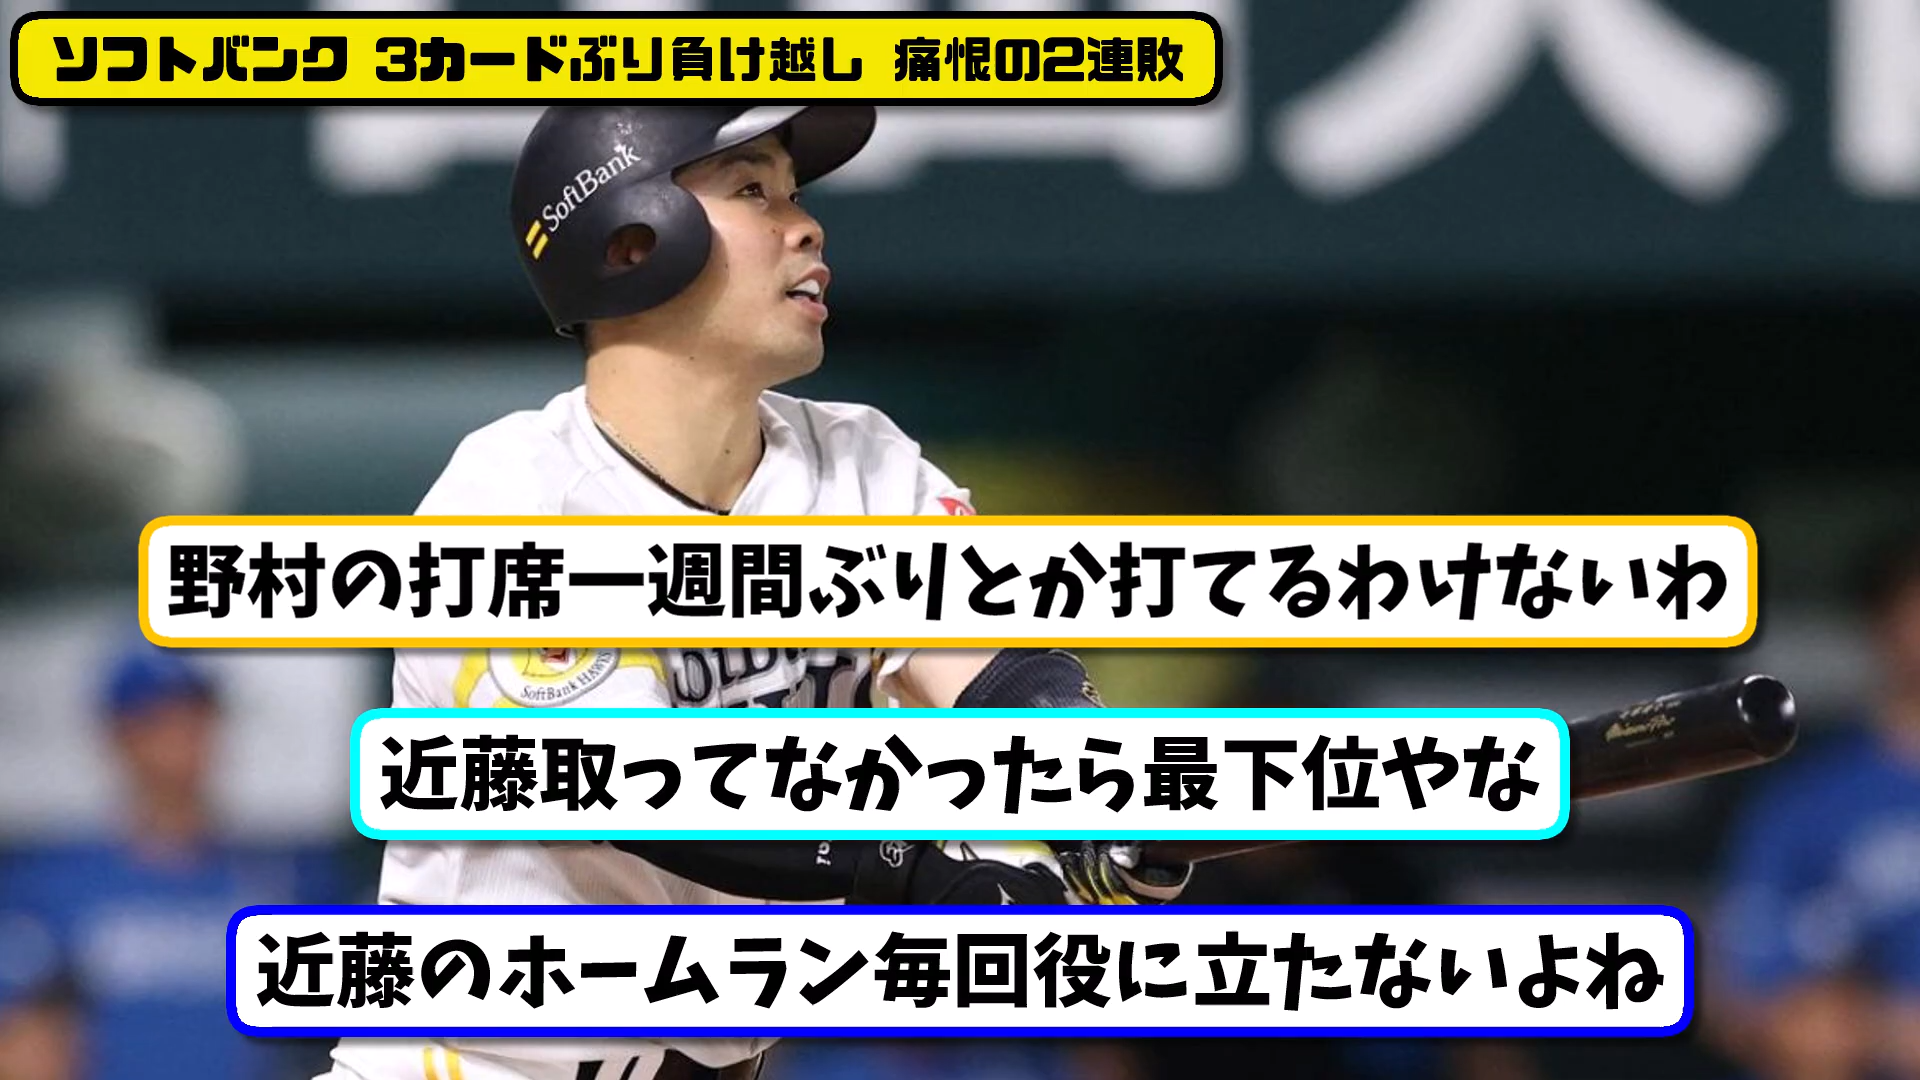 ソフトバンク 3カードぶり負け越し 痛恨の2連敗
SoftBank
野村の打席一週間ぶりとか打てるわけないわ
SoftBank HAWKS
近藤取ってなかったら最下位やな
近藤のホームラン毎回役に立たないよね